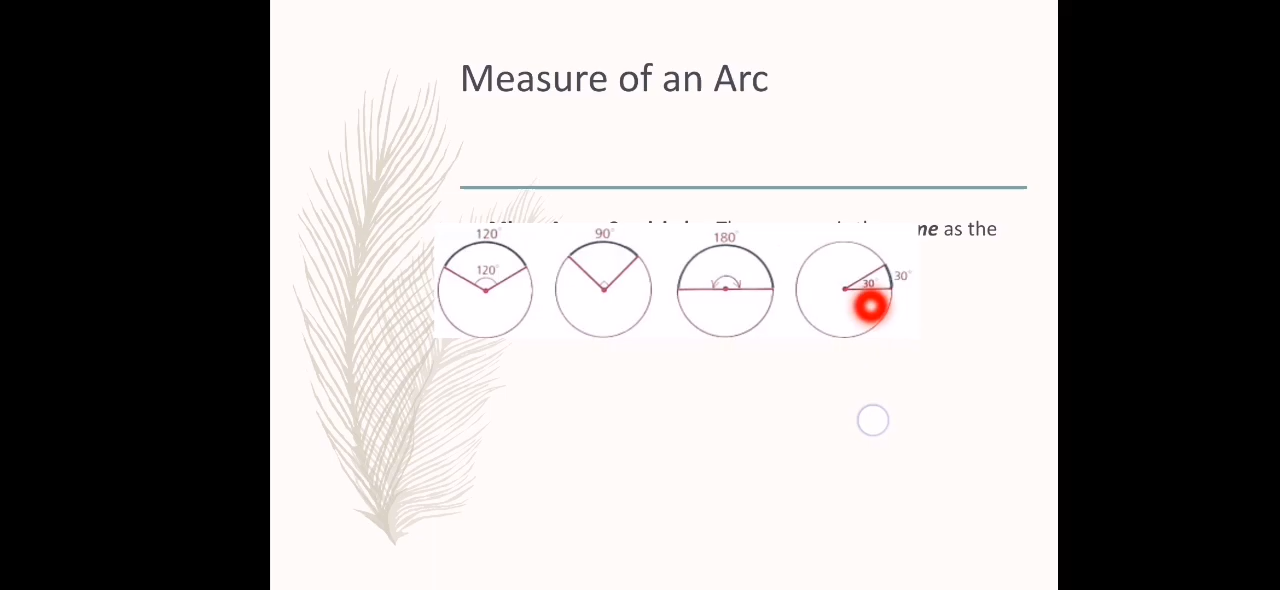 Measure of an Arc
ne as the
120° 90° 180°
120° 30° 30°